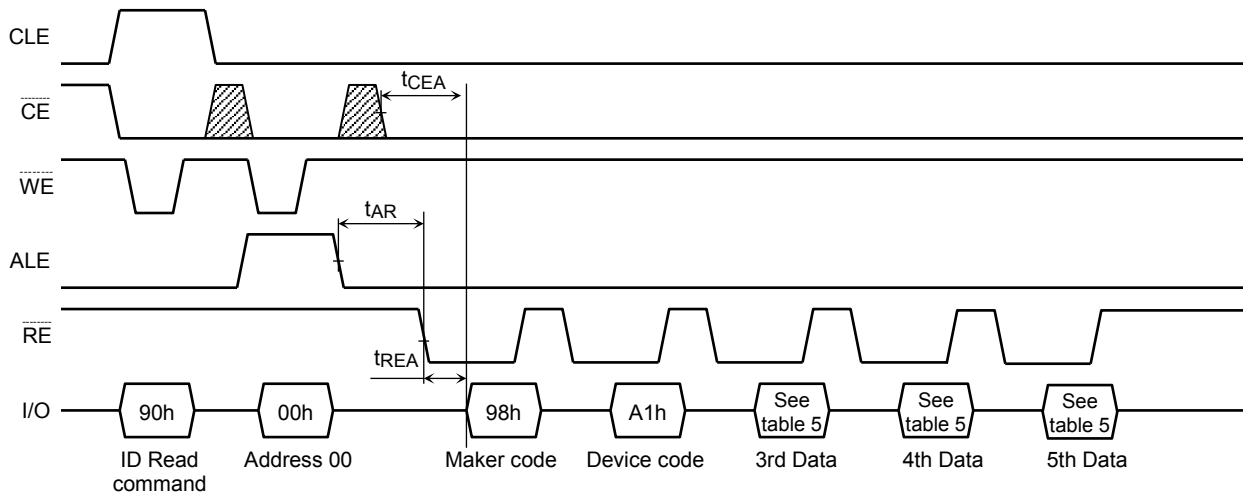 CLE
tCEA
CE
WE
tAR
ALE
RE
tREA
I/O
90h
00h
98h
A1h
See
table 5
See
table 5
See
table 5
ID Read
command
Address 00
Maker code
Device code
3rd Data
4th Data
5th Data